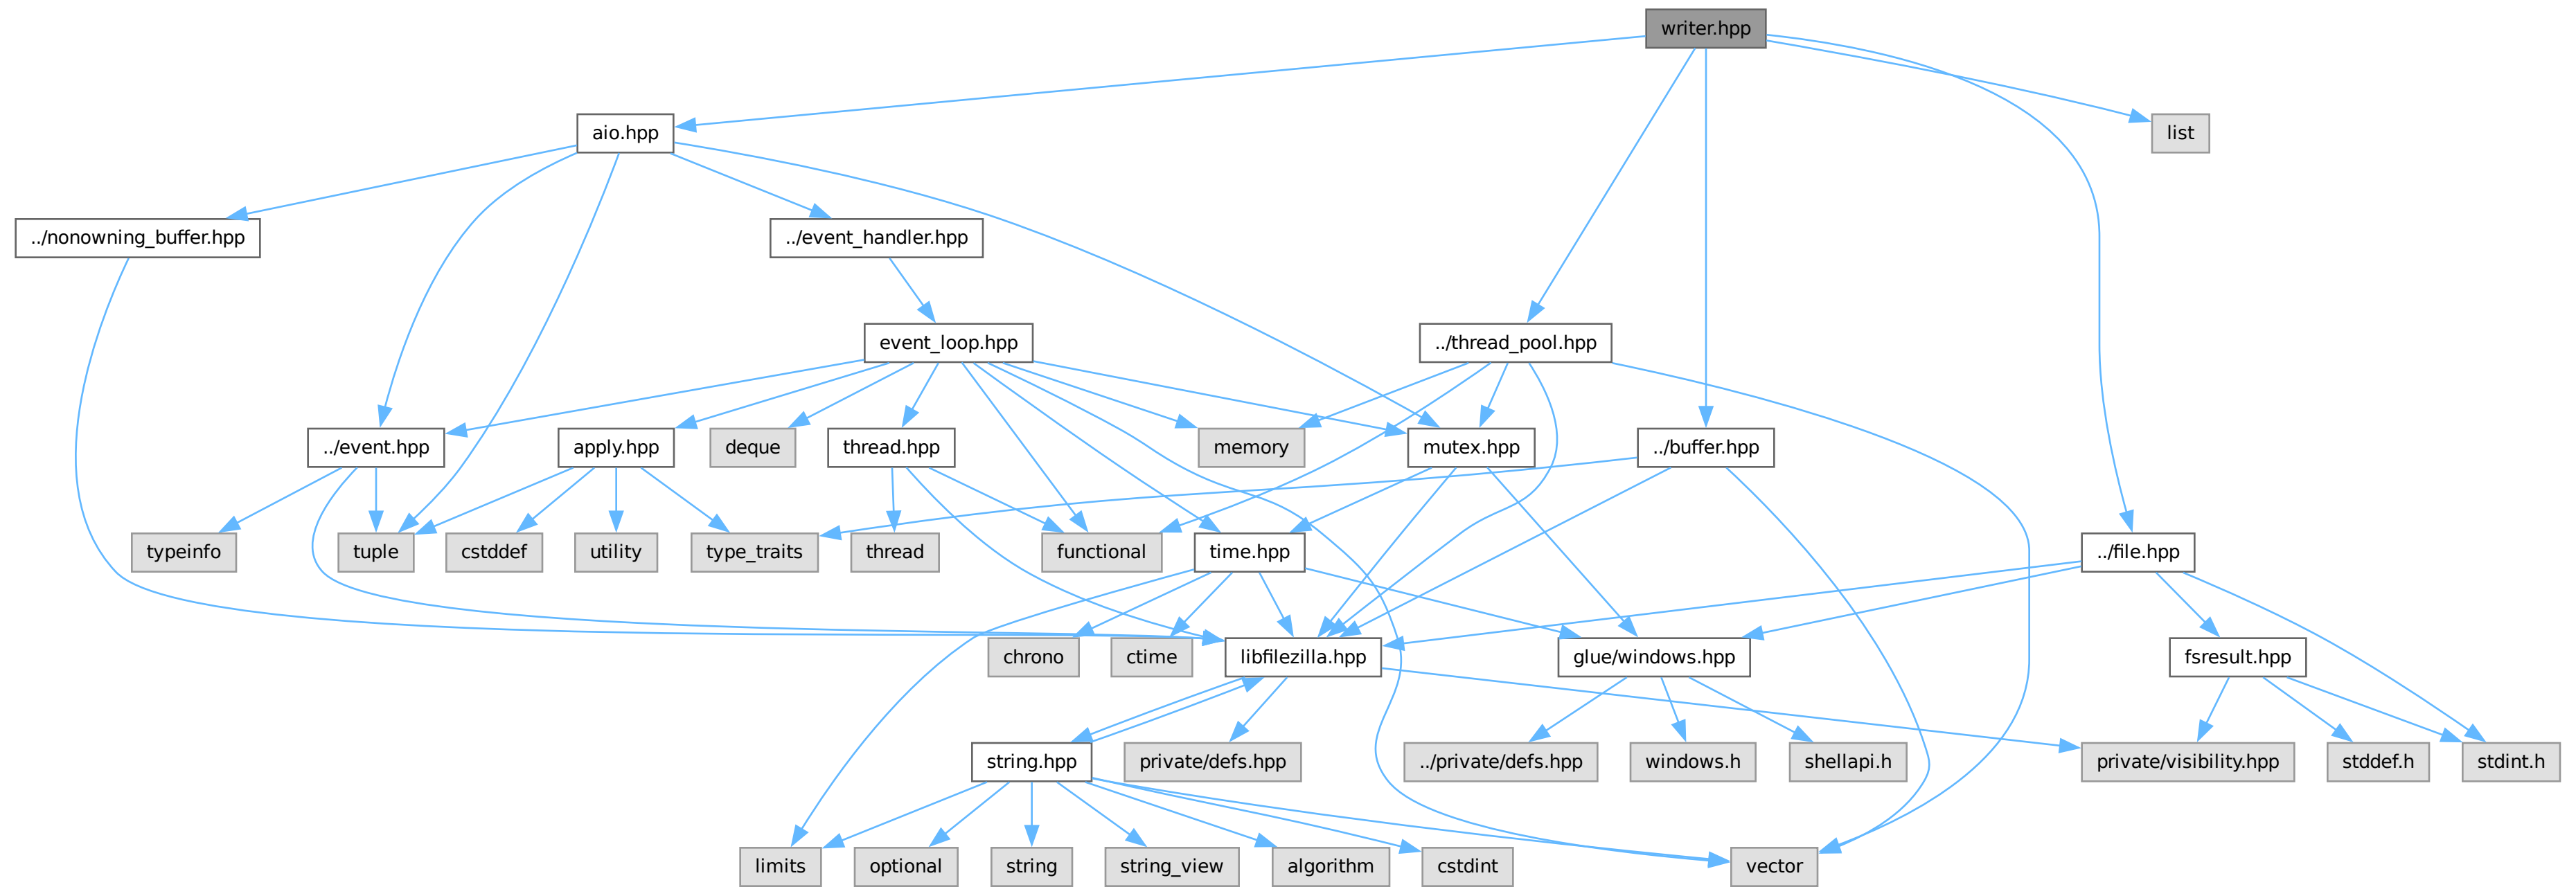 writer.hpp
aio.hpp
list
../nonowning_buffer.hpp
../event_handler.hpp
event_loop.hpp
../thread_pool.hpp
../event.hpp
apply.hpp
deque
thread.hpp
memory
mutex.hpp
../buffer.hpp
typeinfo
tuple
cstddef
utility
type_traits
thread
functional
time.hpp
../file.hpp
chrono
ctime
libfilezilla.hpp
glue/windows.hpp
fsresult.hpp
string.hpp
private/defs.hpp
../private/defs.hpp
windows.h
shellapi.h
private/visibility.hpp
stddef.h
stdint.h
limits
optional
string
string_view
algorithm
cstdint
vector